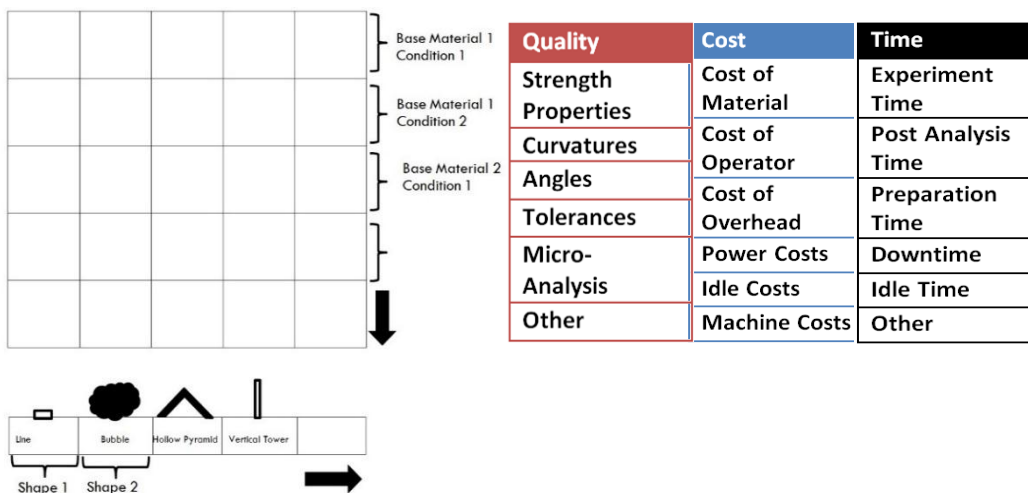 Base Material 1
Condition 1
Base Material 1
Condition 2
Base Material 2
Condition 1
Line
Bubble
Hollow Pyramid
Vertical Tower
Shape 1
Shape 2
Quality
Strength
Properties
Curvatures
Angles
Tolerances
Micro-
Analysis
Other
Cost
Cost of
Material
Cost of
Operator
Cost of
Overhead
Power Costs
Idle Costs
Machine Costs
Time
Experiment
Time
Post Analysis
Time
Preparation
Time
Downtime
Idle Time
Other